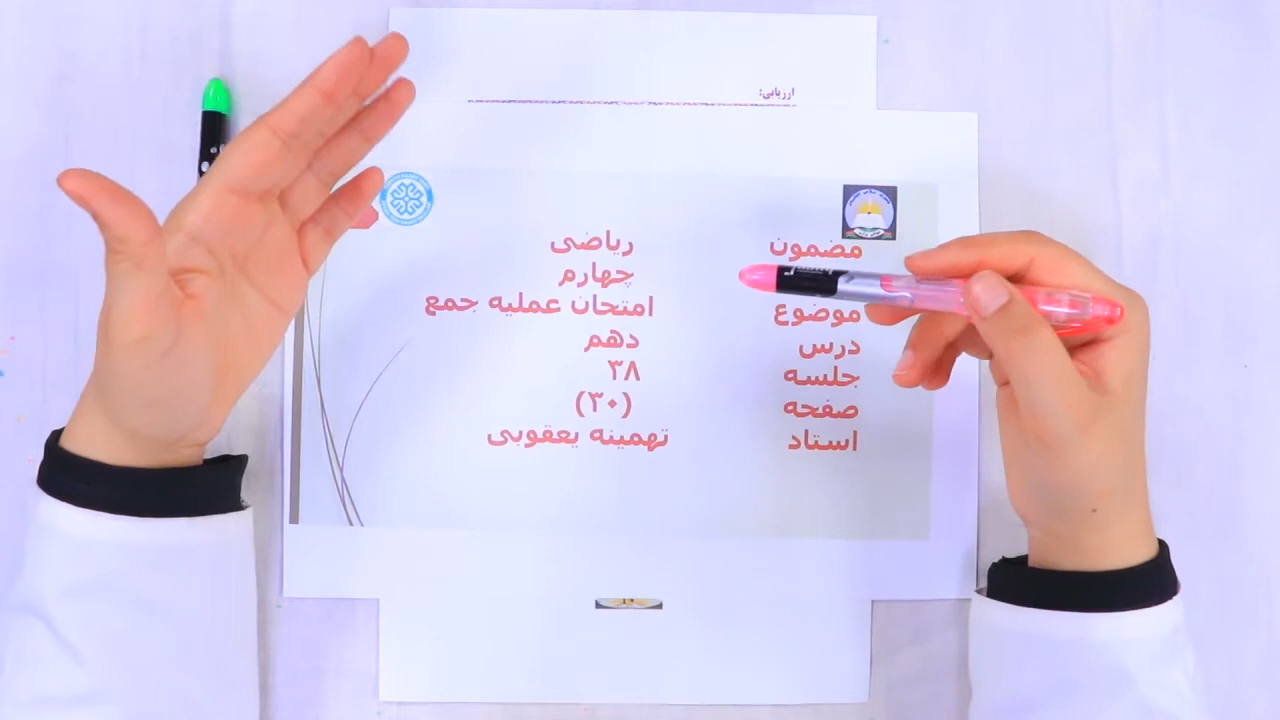 ارزیابی:
مضمون ریاضی
چهارم
موضوع امتحان عملیه جمع
درس دهم
جلسه ۳۸
صفحه (۳۰)
استاد تهمینه یعقوبی